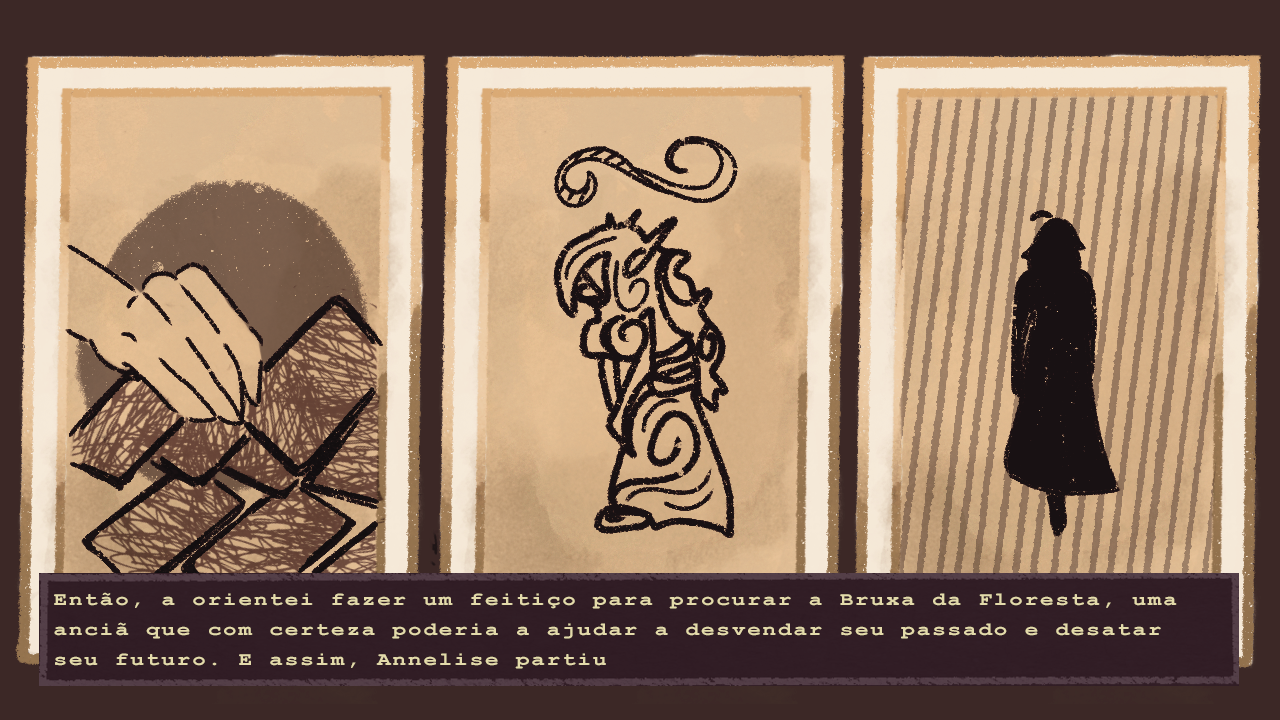 Então, a orientei fazer um feitiço para procurar a Bruxa da Floresta, uma
anciã que com certeza poderia a ajudar a desvendar seu passado e desatar
seu futuro. E assim, Annelise partiu